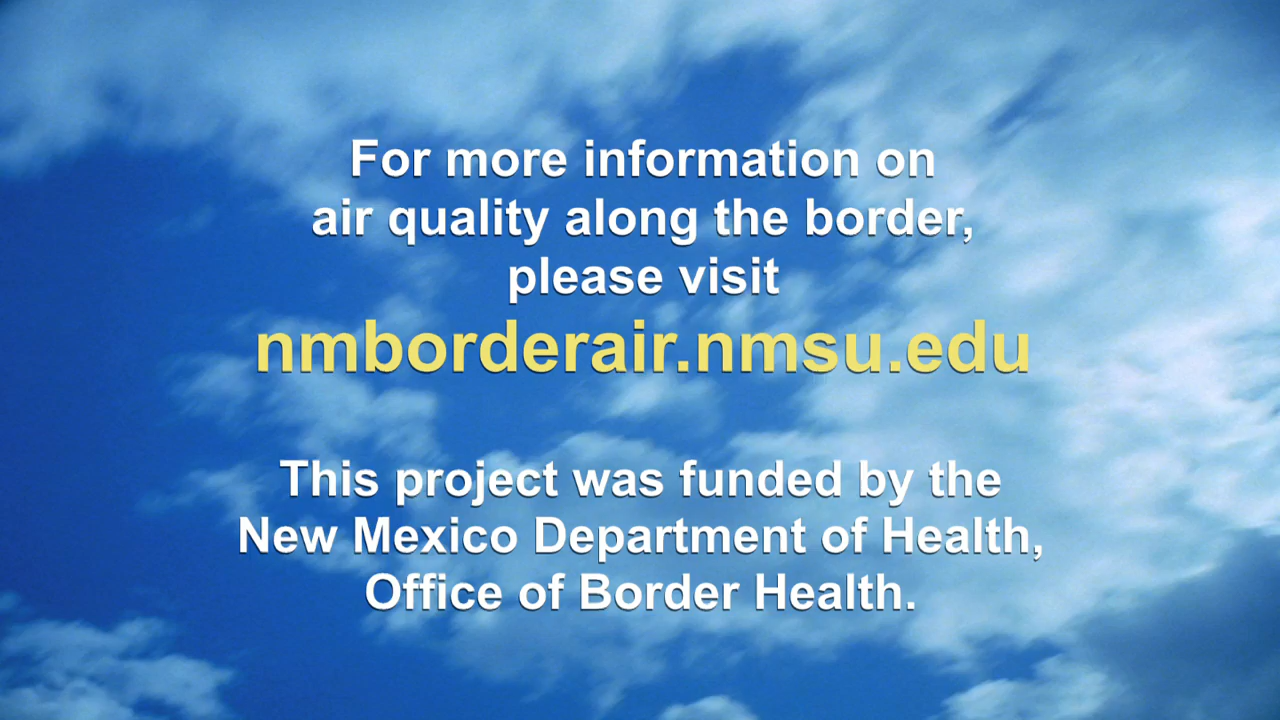 For more information on
air quality along the border,
please visit
nmborderair.nmsu.edu
This project was funded by the
New Mexico Department of Health,
Office of Border Health.